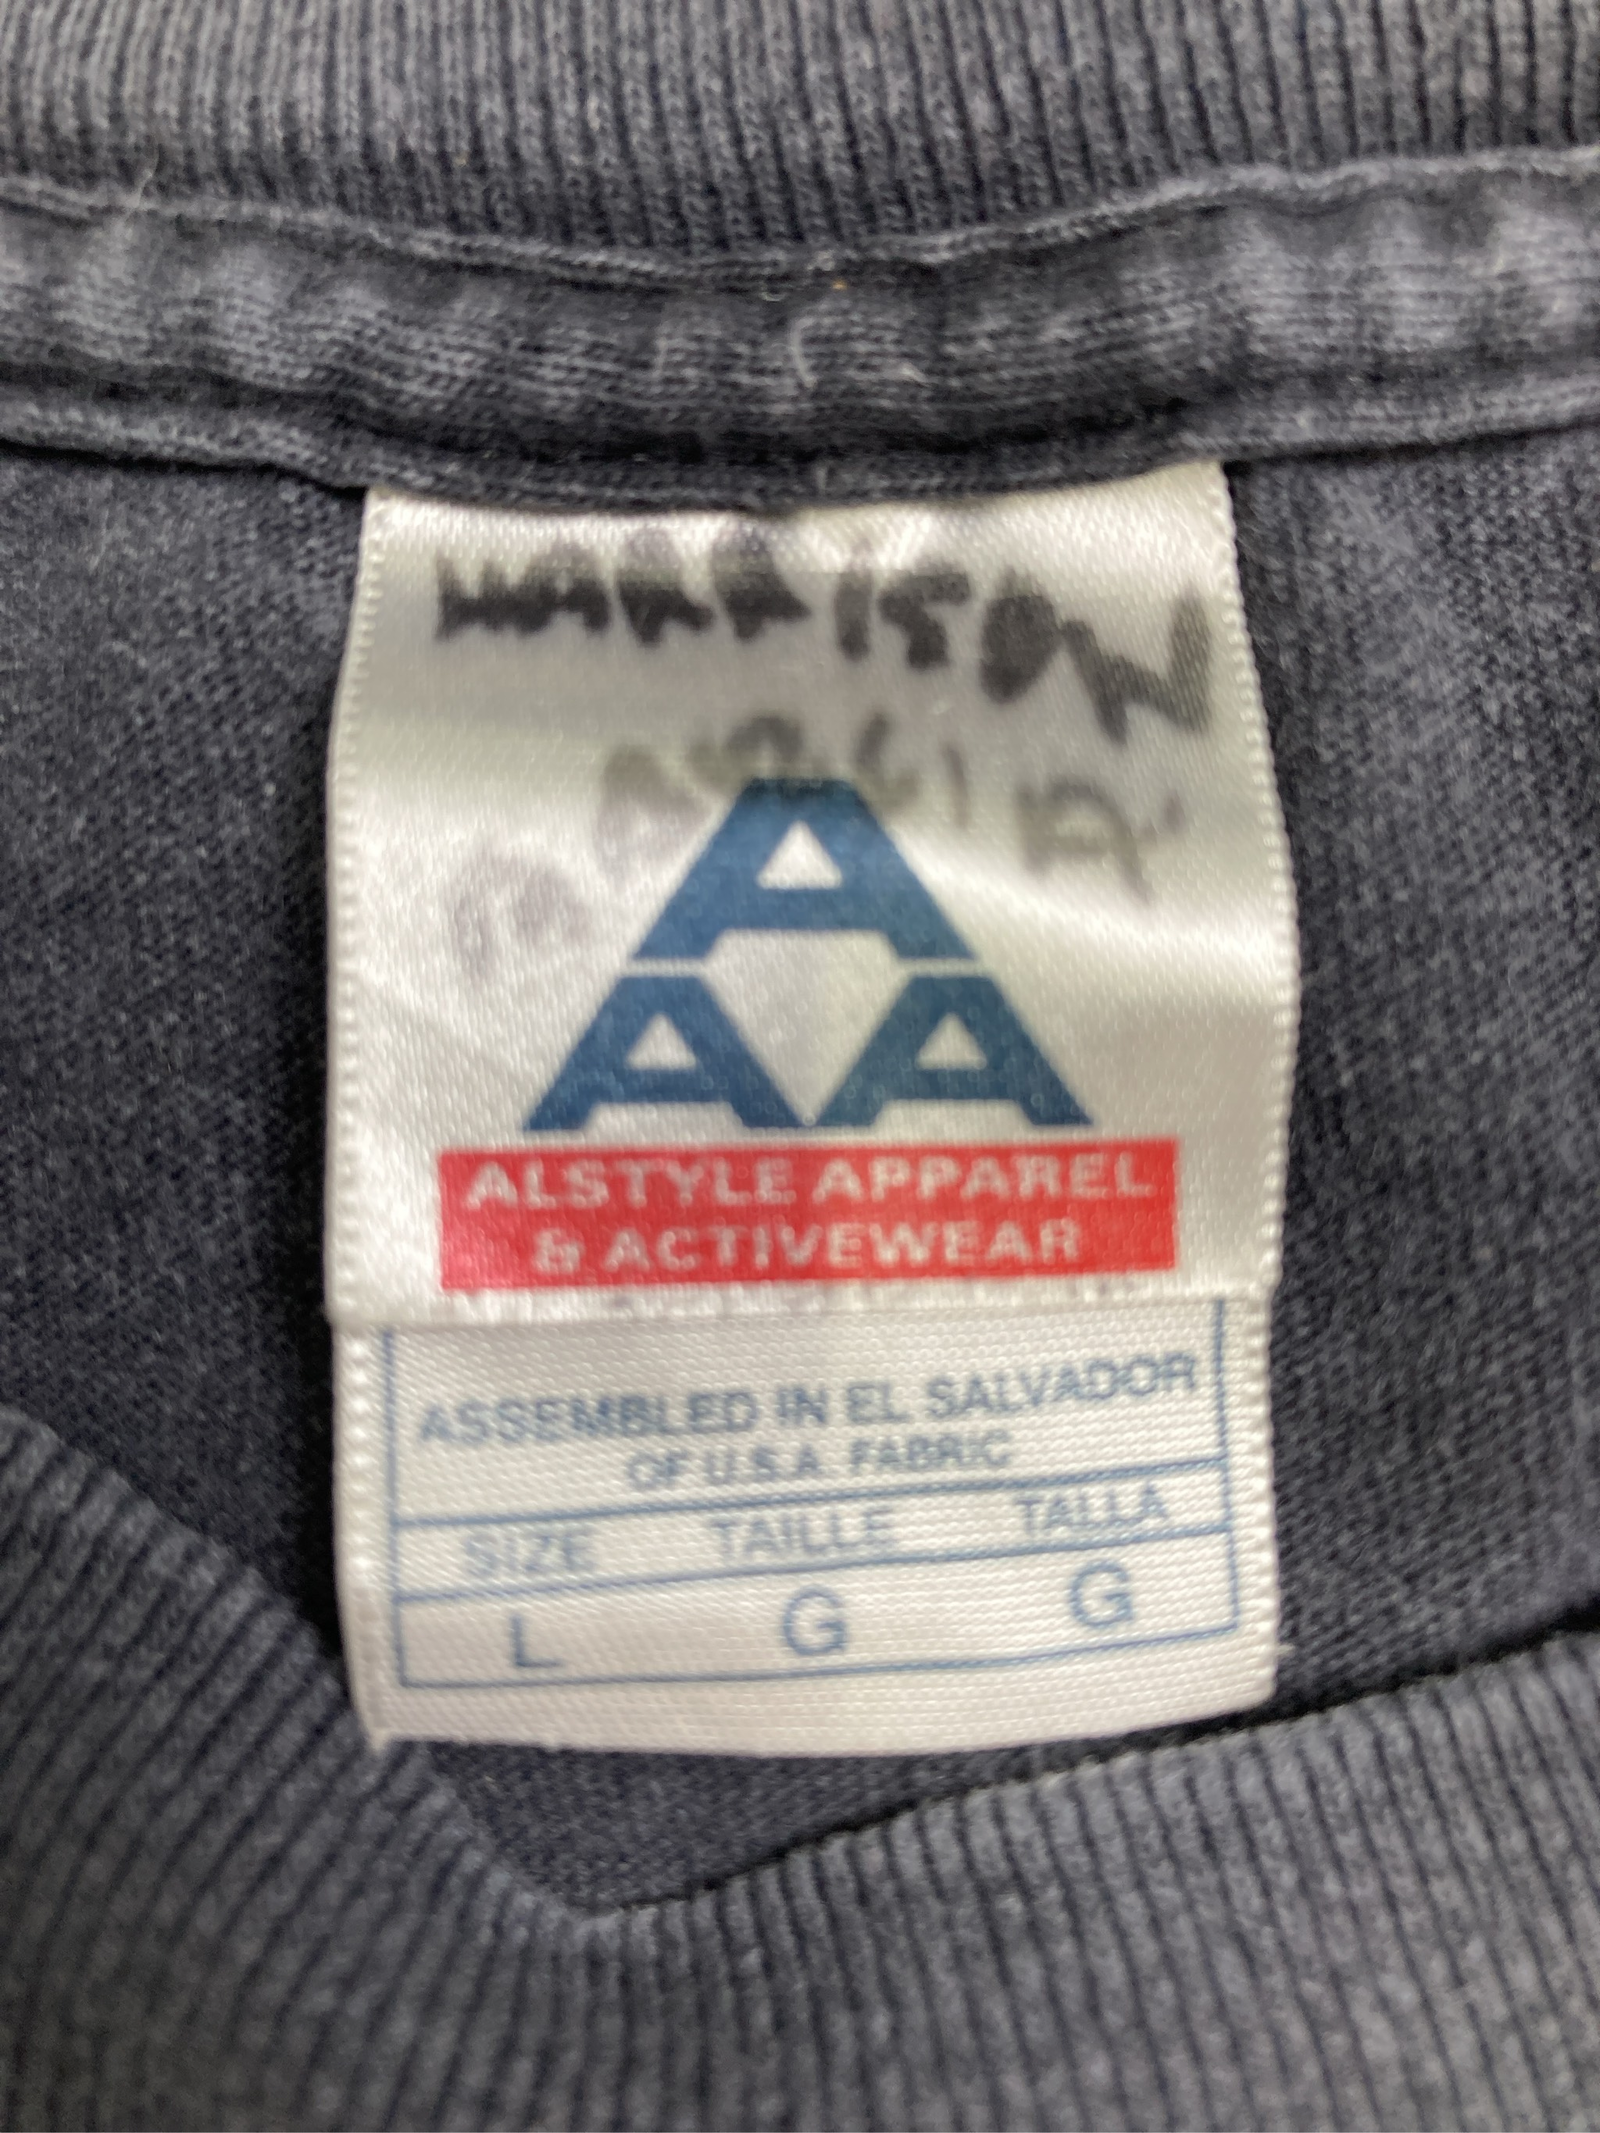 HARRISON
A
A A
ALSTYLE APPAREL
& ACTIVEWEAR
ASSEMBLED IN EL SALVADOR
OF U.S.A. FABRIC
SIZE TAILLE TALLA
L G G